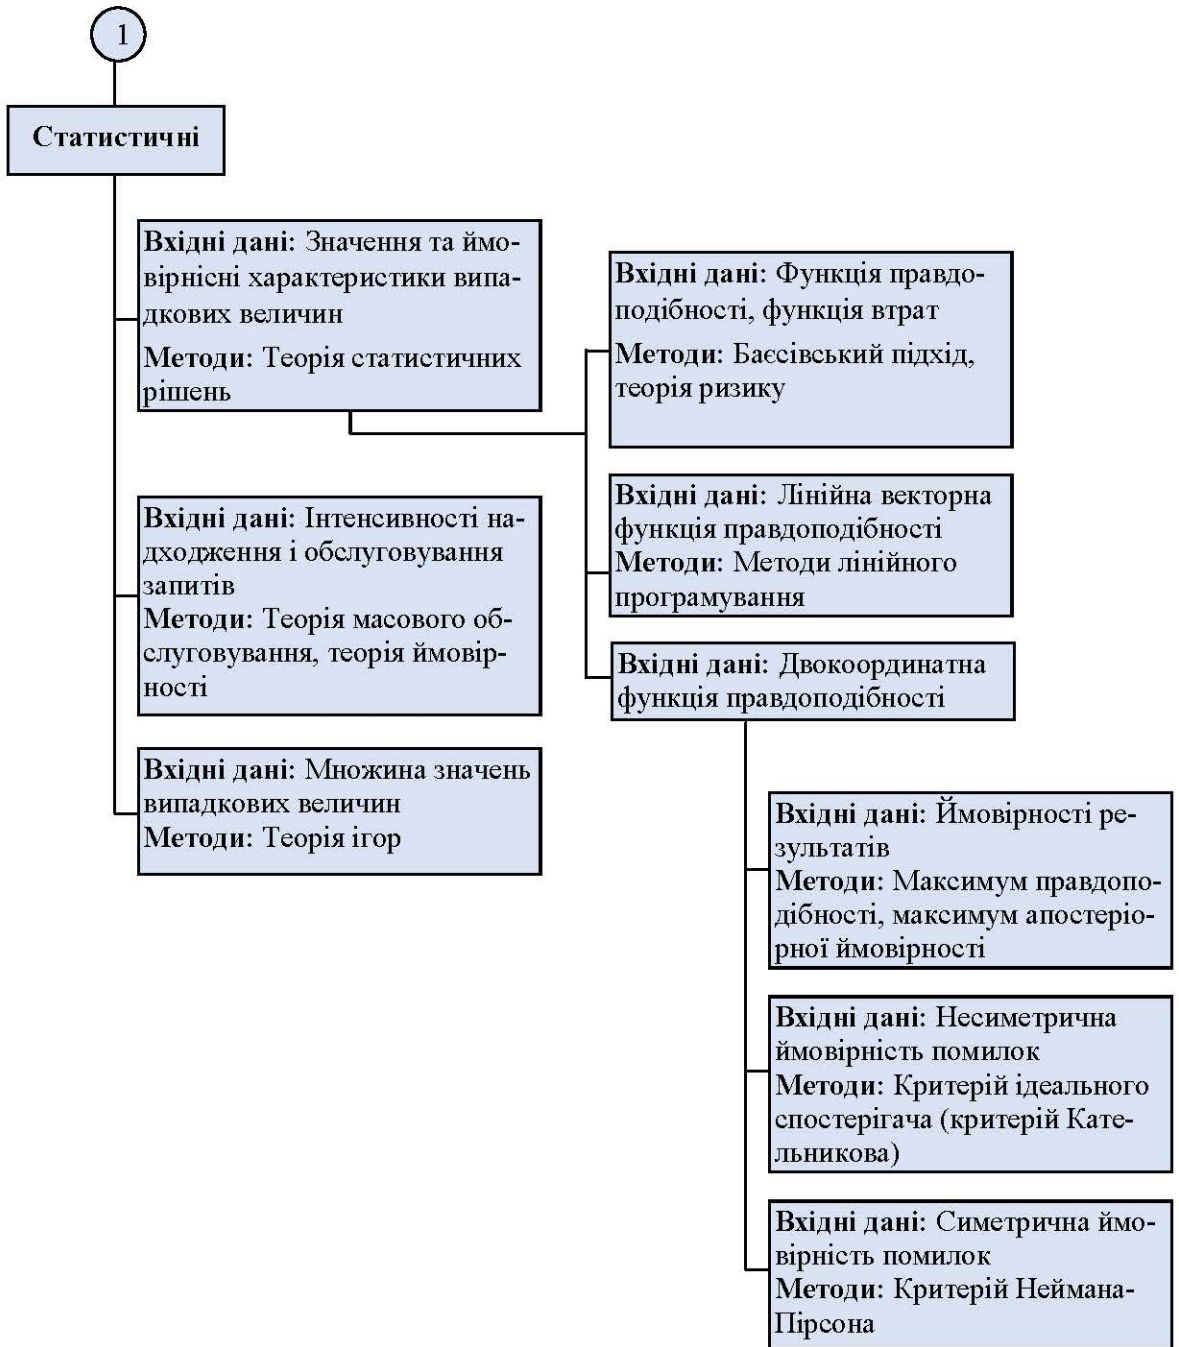 1
Статистичні
Вхідні дані: Значення та ймо-
вірнісні характеристики випа-
дкових величин
Методи: Теорія статистичних
рішень
Вхідні дані: Функція правдо-
подібності, функція втрат
Методи: Баєсівський підхід,
теорія ризику
Вхідні дані: Лінійна векторна
функція правдоподібності
Методи: Методи лінійного
програмування
Вхідні дані: Двокоординатна
функція правдоподібності
Вхідні дані: Інтенсивності на-
дходження і обслуговування
запитів
Методи: Теорія масового об-
слуговування, теорія ймовір-
ності
Вхідні дані: Множина значень
випадкових величин
Методи: Теорія ігор
Вхідні дані: Ймовірності ре-
зультатів
Методи: Максимум правдопо-
дібності, максимум апостеріо-
рної ймовірності
Вхідні дані: Несиметрична
ймовірність помилок
Методи: Критерій ідеального
спостерігача (критерій Кате-
льникова)
Вхідні дані: Симетрична ймо-
вірність помилок
Методи: Критерій Неймана-
Пірсона